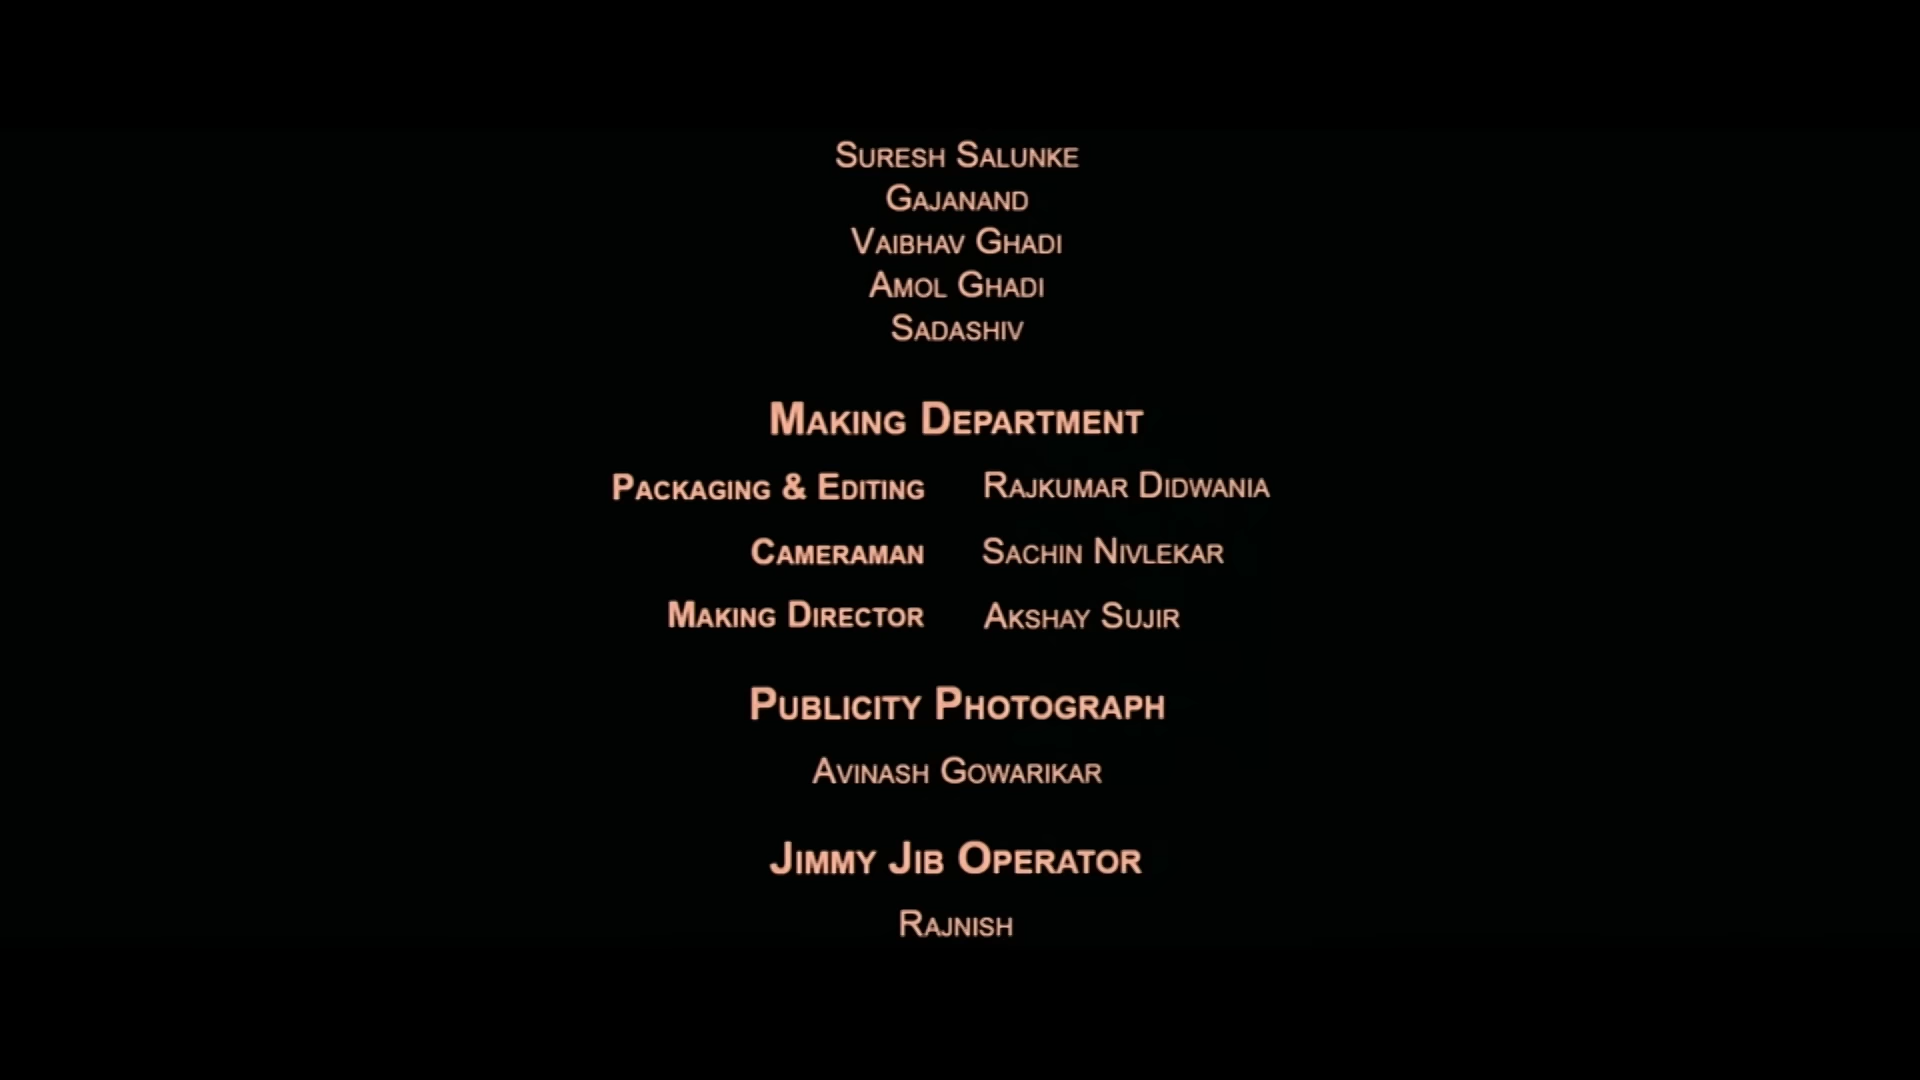 Suresh Salunke
Gajanand
Vaibhav Ghadi
Amol Ghadi
Sadashiv
Making Department
Packaging & Editing Rajkumar Didwania
Cameraman Sachin Nivlekar
Making Director Akshay Sujir
Publicity Photograph
Avinash Gowarikar
Jimmy Jib Operator
Rajnish